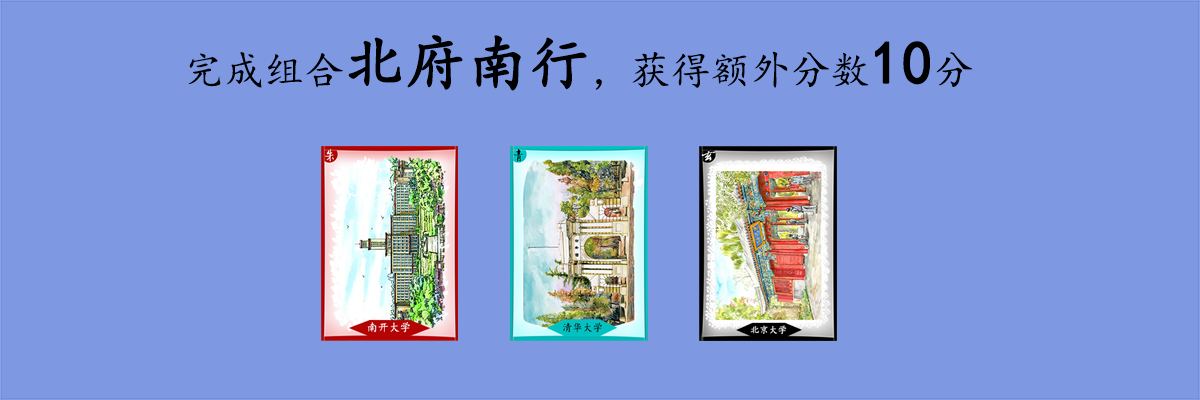 完成组合北府南行，获得额外分数10分
朱
青
玄
南开大学
清华大学
北京大学